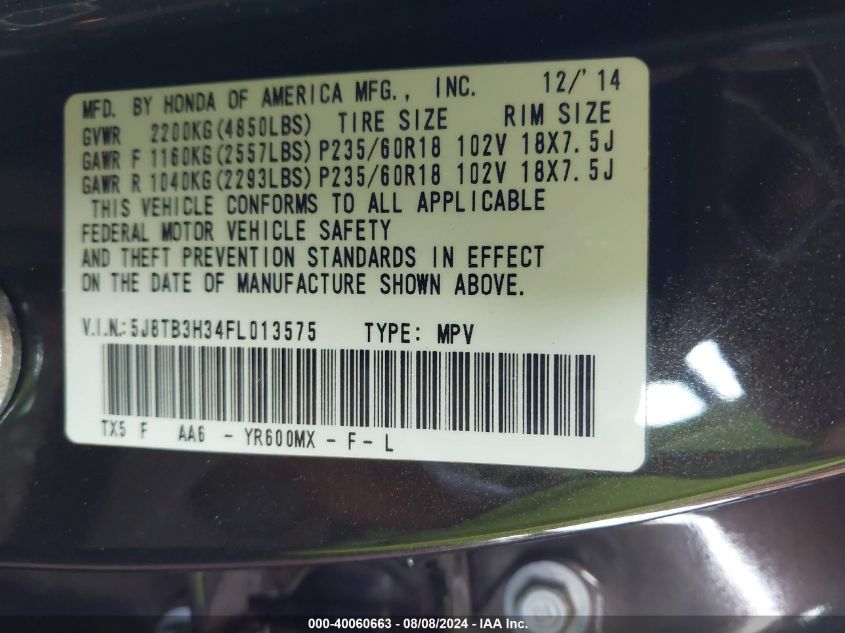 MFD. BY HONDA OF AMERICA MFG., INC. 12/'14
GVWR 2200KG(4850LBS) TIRE SIZE RIM SIZE
GAWR F 1160KG(2557LBS)P235/60R18 102V 18X7.5J
GAWR R 1040KG(2293LBS)P235/60R18 102V 18X7.5J
THIS VEHICLE CONFORMS TO ALL APPLICABLE
FEDERAL MOTOR VEHICLE SAFETY
AND THEFT PREVENTION STANDARDS IN EFFECT
ON THE DATE OF MANUFACTURE SHOWN ABOVE.
V.I.N.: 5J8TB3H34FL013575 TYPE: MPV
TX5 F AA6 - YR600MX - F - L
000-40060663 - 08/08/2024 - IAA Inc.